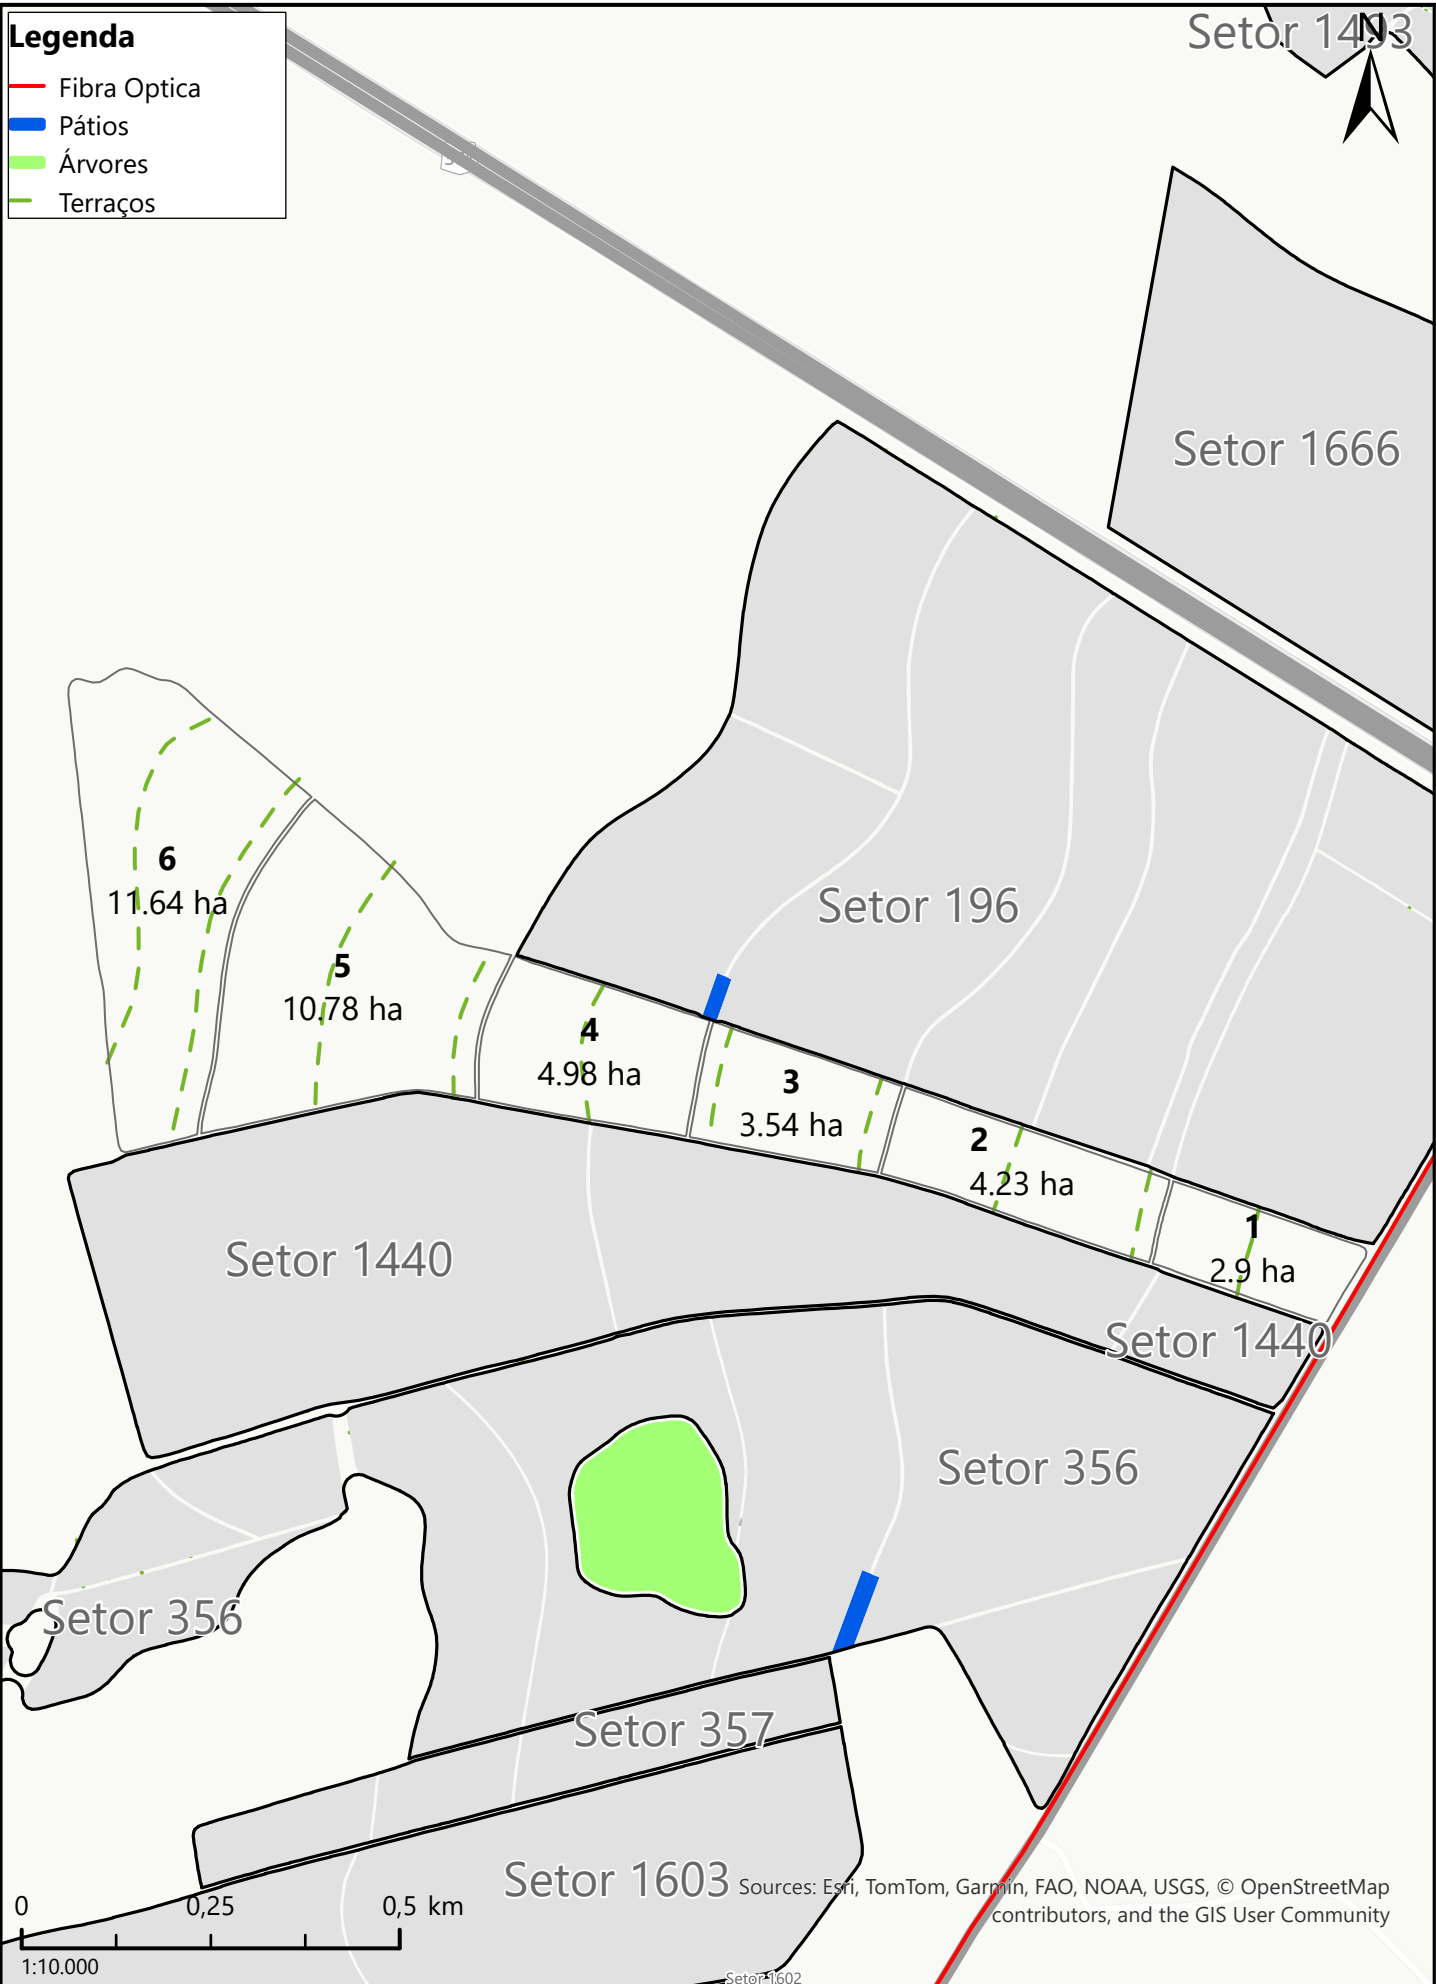 Legenda
Fibra Optica
Pátios
Árvores
Terraços
Setor 1493
N
Setor 1666
Setor 196
6
11.64 ha
5
10.78 ha
4
4.98 ha
3
3.54 ha
2
4.23 ha
1
2.9 ha
Setor 1440
Setor 1440
Setor 356
Setor 356
Setor 357
Setor 1603
Sources: Esri, TomTom, Garmin, FAO, NOAA, USGS, © OpenStreetMap
contributors, and the GIS User Community
0 0,25 0,5 km
1:10.000
Setor 1602